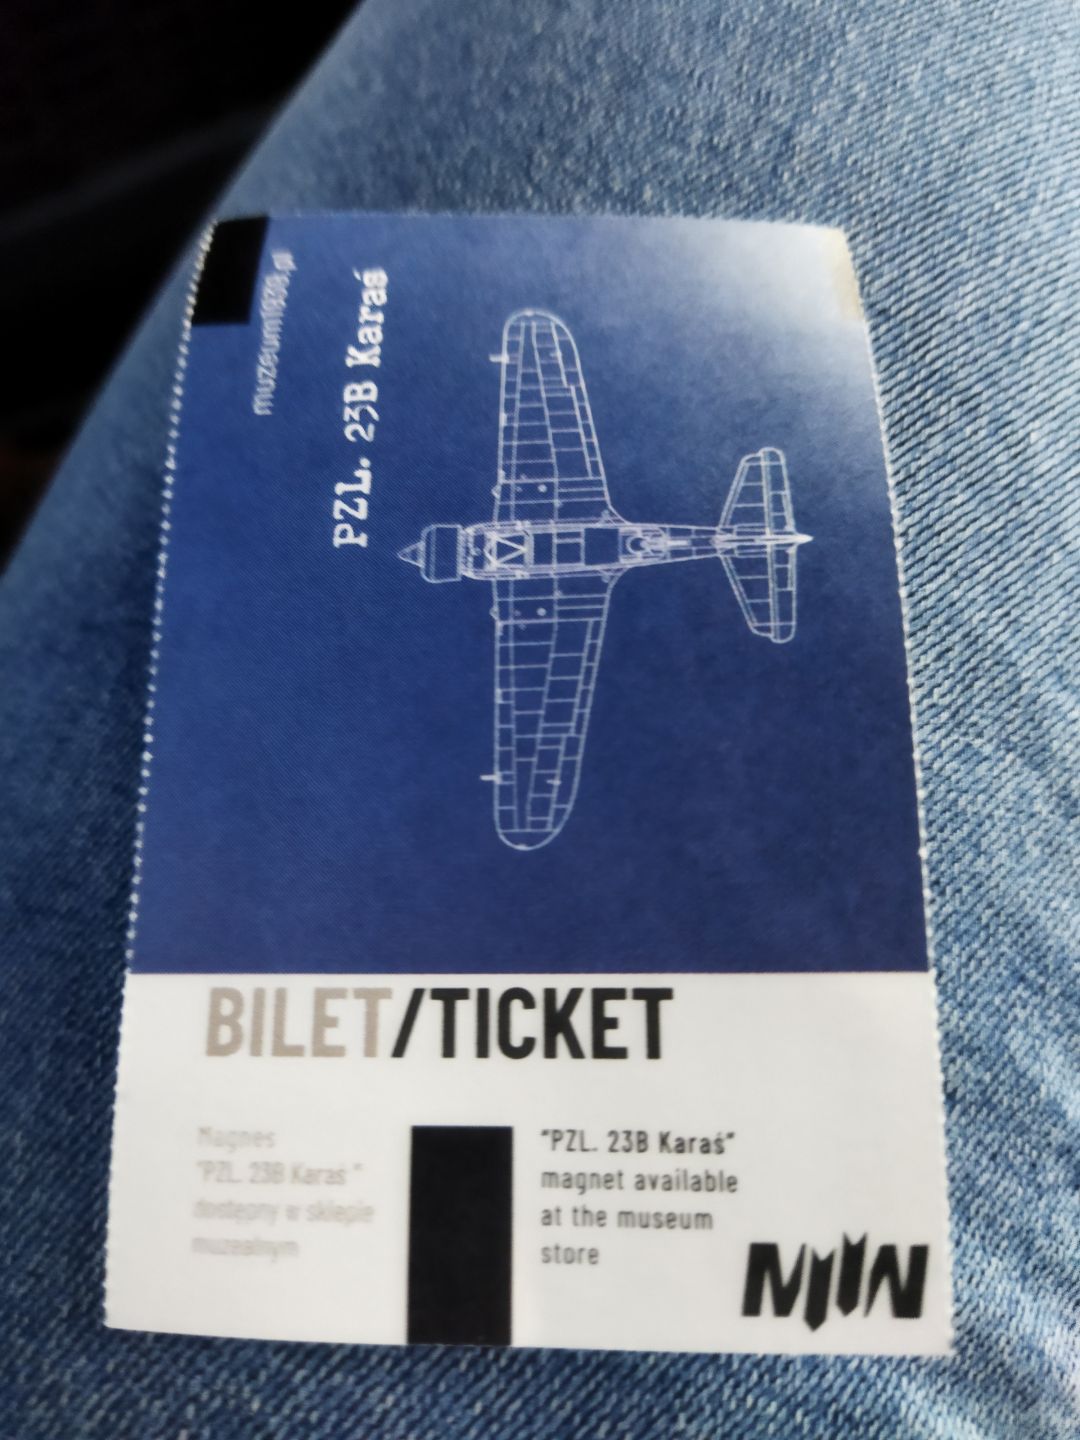 muzeum1939.pl
PZL. 23B Karaś
BILET/TICKET
Magnes
"PZL. 23B Karaś"
dostępny w sklepie
muzealnym
"PZL. 23B Karaś"
magnet available
at the museum
store
MIIW